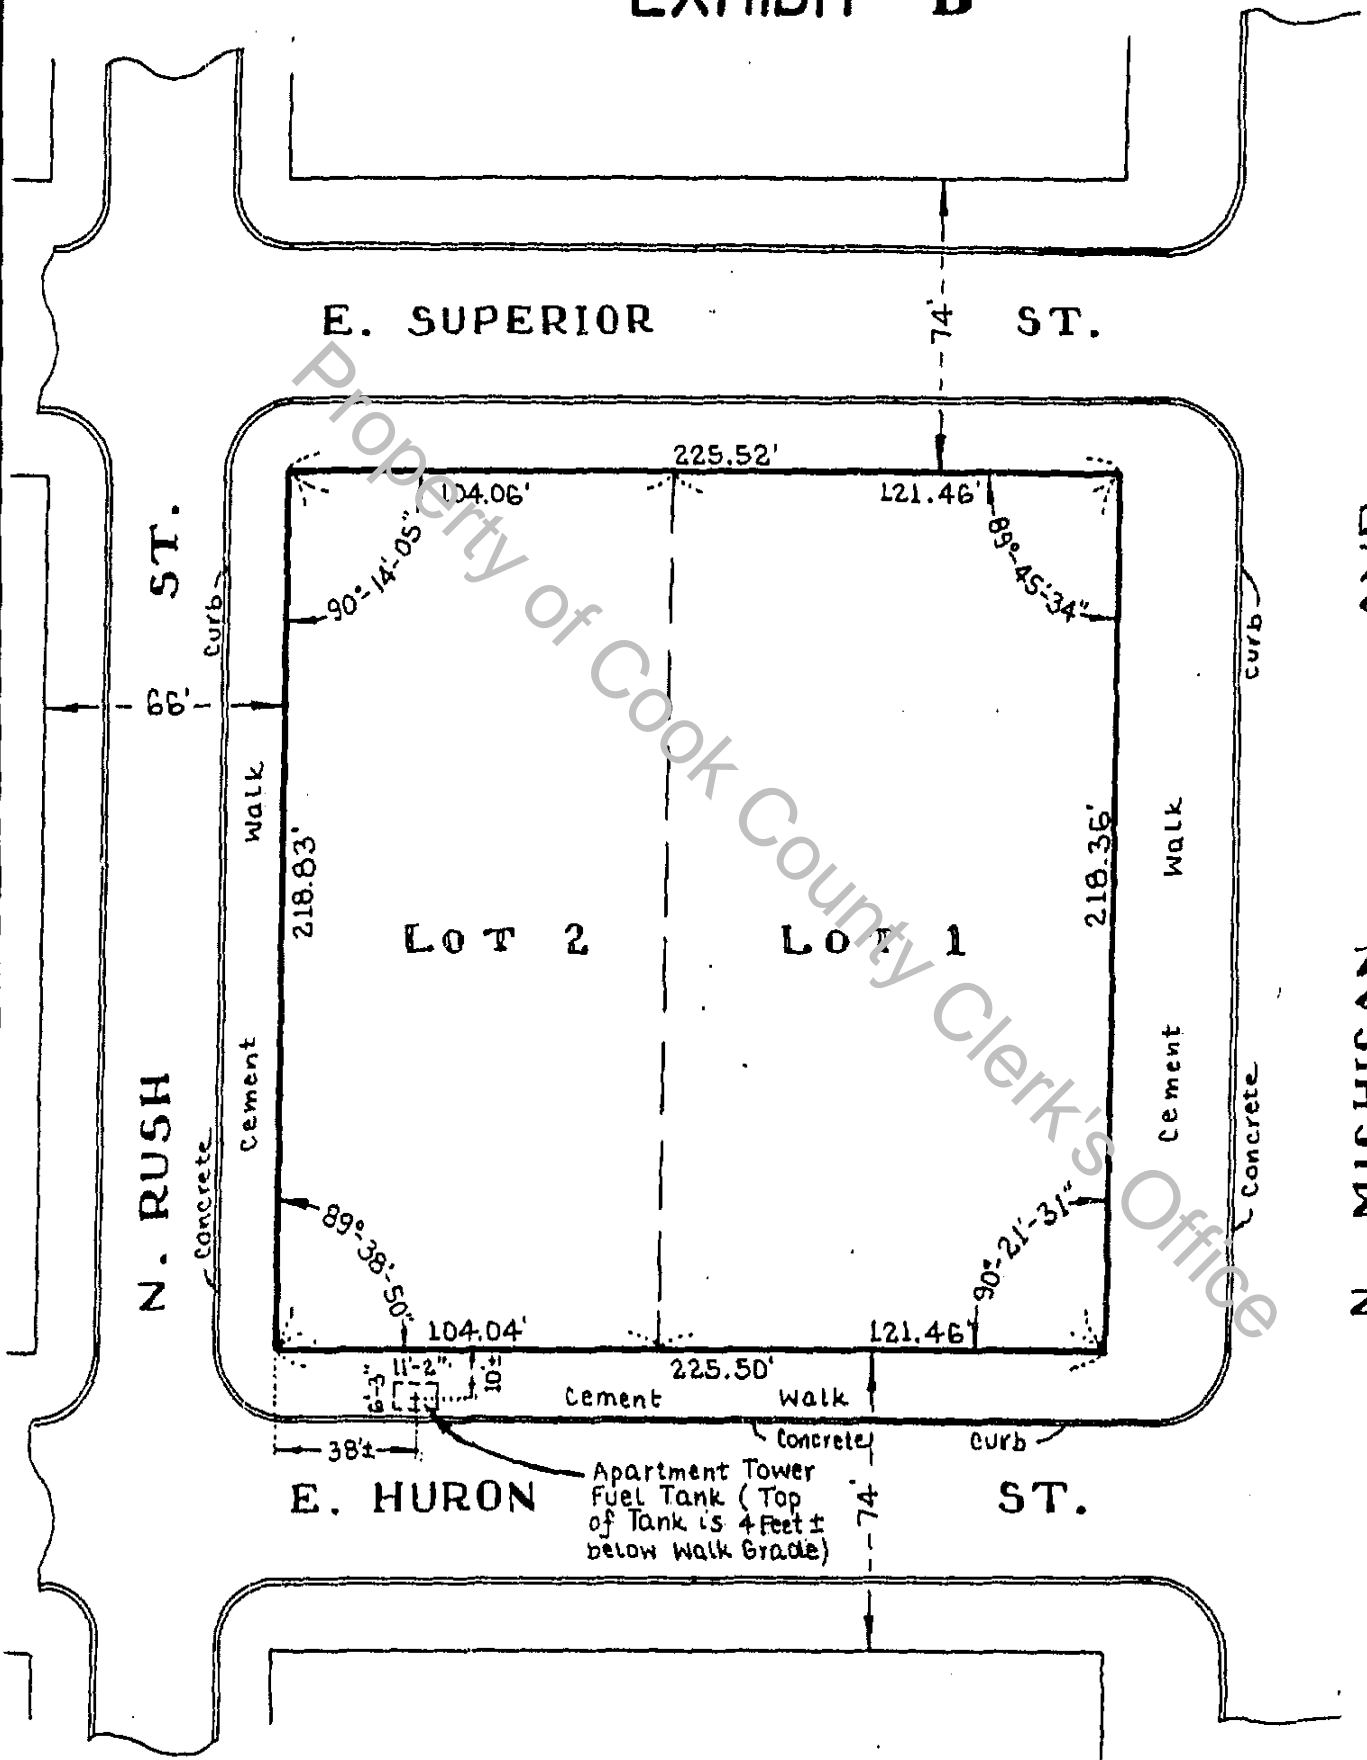 EXHIBIT B
E. SUPERIOR ST.
74'
225.52'
104.06'
121.46'
90°-14'-05"
89°-45'-34"
ST.
Curb
curb
66'
Walk
218.83'
218.36'
Walk
LOT 2
LOT 1
Cement
Cement
N. RUSH
Concrete
Concrete
N. MICHIGAN
89°-38'-50"
90°-21'-31"
104.04'
121.46'
225.50'
11'-2"
10'±
Cement Walk
Concrete curb
38'±
Apartment Tower
Fuel Tank ( Top
of Tank is 4 Feet ±
below Walk Grade)
E. HURON ST.
74'
Property of Cook County Clerk's Office